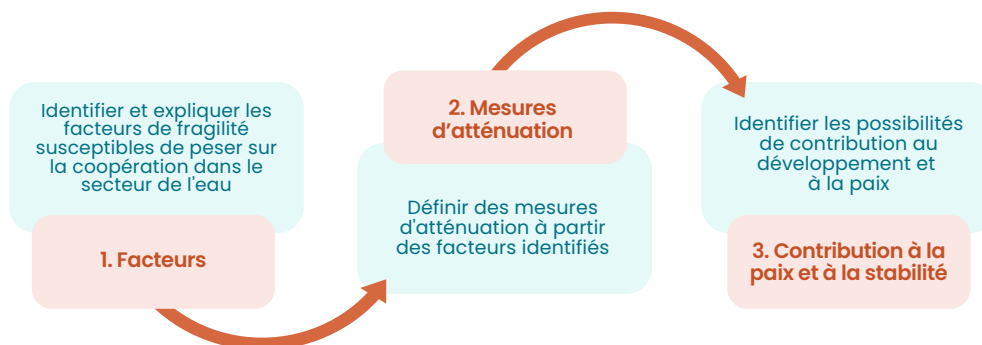 Identifier et expliquer les
facteurs de fragilité
susceptibles de peser sur
la coopération dans le
secteur de l'eau
1. Facteurs
2. Mesures
d'atténuation
Définir des mesures
d'atténuation à partir
des facteurs identifiés
Identifier les possibilités
de contribution au
développement et
à la paix
3. Contribution à la
paix et à la stabilité